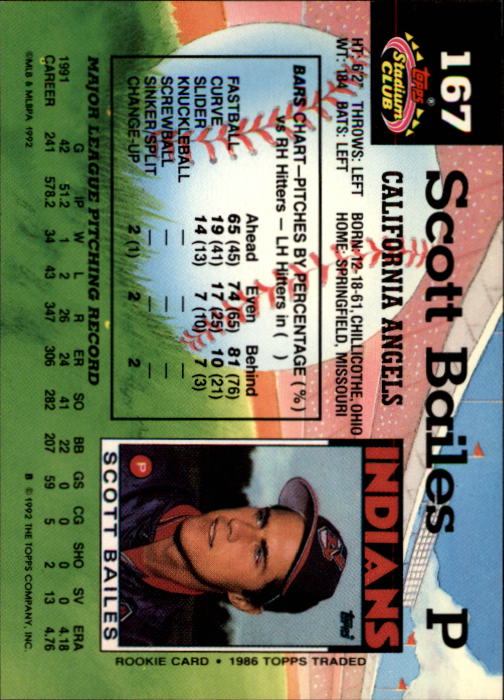 167
Topps®
Stadium
CLUB
Scott Bailes P
CALIFORNIA ANGELS
HT: 6'2" THROWS: LEFT BORN: 12-18-61, CHILLICOTHE, OHIO
WT: 184 BATS: LEFT HOME: SPRINGFIELD, MISSOURI
BARS CHART—PITCHES BY PERCENTAGE (%)
vs RH Hitters — LH Hitters in ( )
Ahead Even Behind
FASTBALL 65 (45) 74 (65) 81 (76)
CURVE 19 (41) 17 (25) 10 (21)
SLIDER 14 (13) 7 (10) 7 (3)
KNUCKLEBALL — — —
SCREWBALL — — —
SINKER/SPLIT — — —
CHANGE-UP 2 (1) 2 2
INDIANS
Topps
P
SCOTT BAILES
ROOKIE CARD • 1986 TOPPS TRADED
MAJOR LEAGUE PITCHING RECORD
G IP W L R ER SO BB GS CG SHO SV ERA
1991 42 51.2 1 2 26 24 41 22 0 0 0 0 4.18
CAREER 241 578.2 34 43 347 306 282 207 59 5 2 13 4.76
©MLB & MLBPA 1992
B © 1992 THE TOPPS COMPANY, INC.